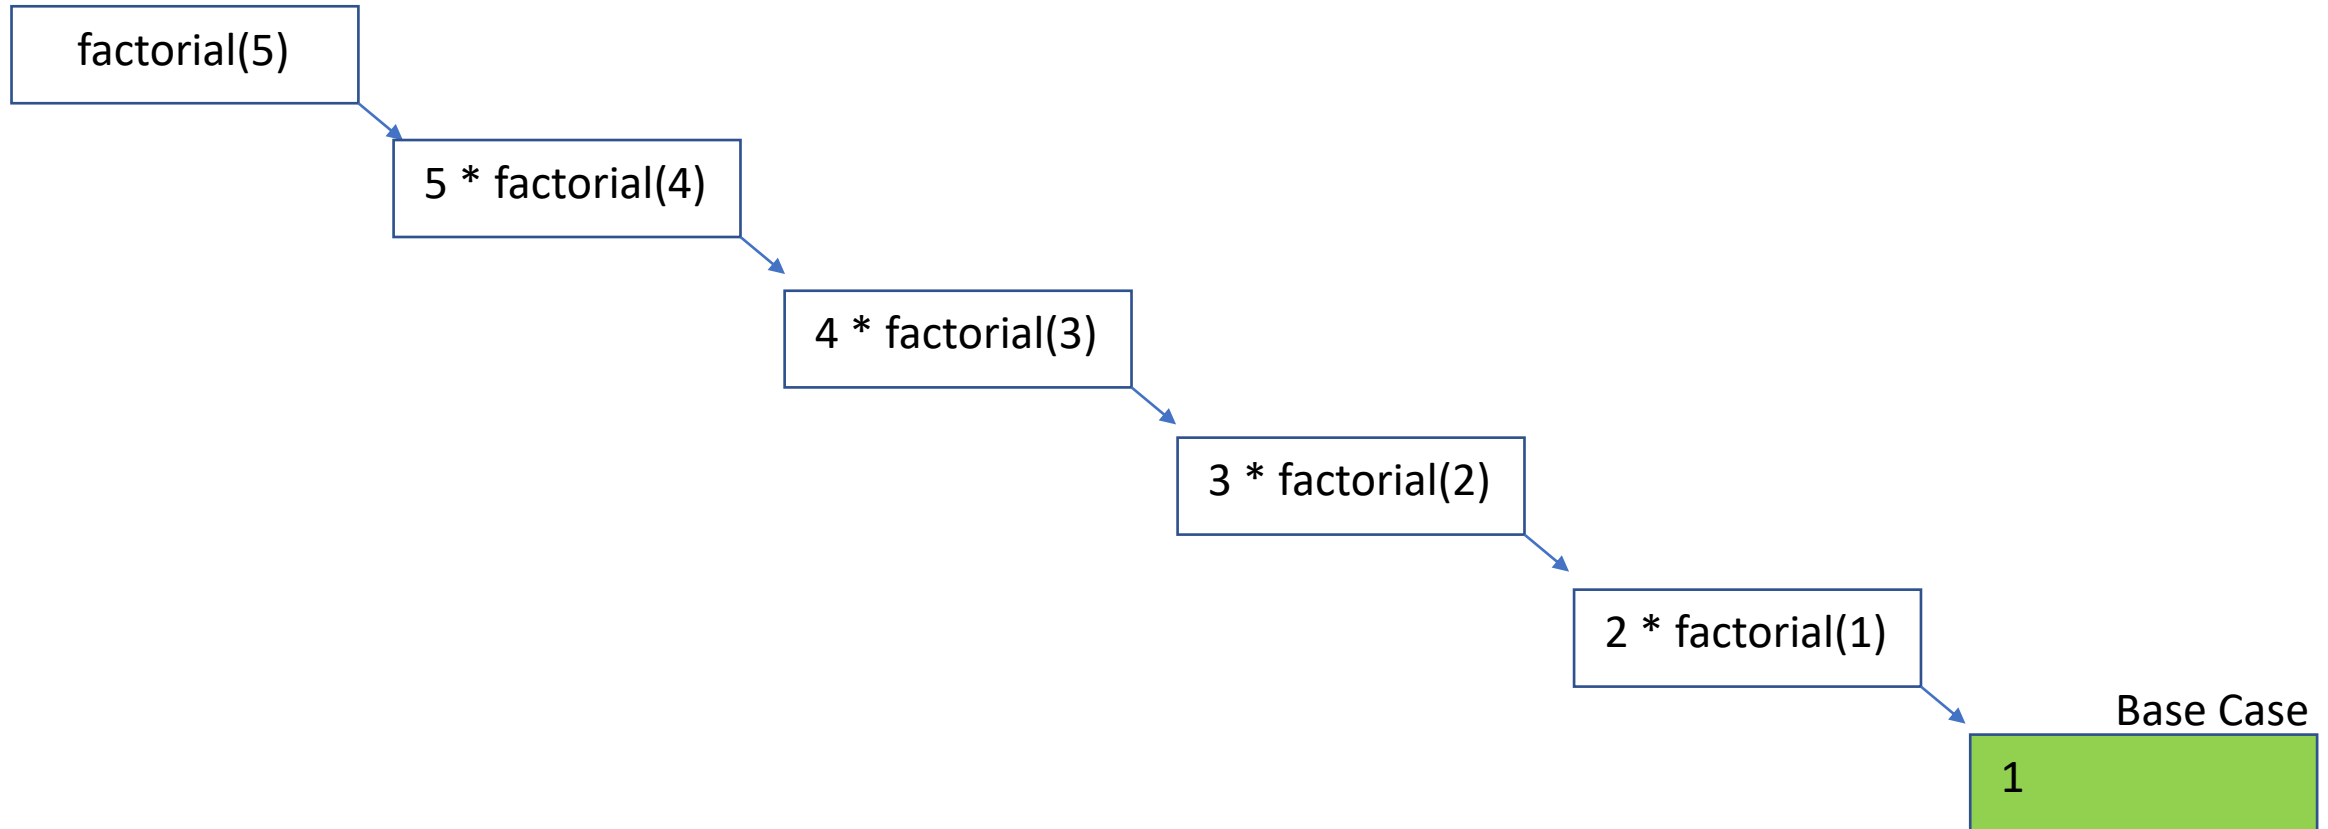 factorial(5)
5 * factorial(4)
4 * factorial(3)
3 * factorial(2)
2 * factorial(1)
Base Case
1